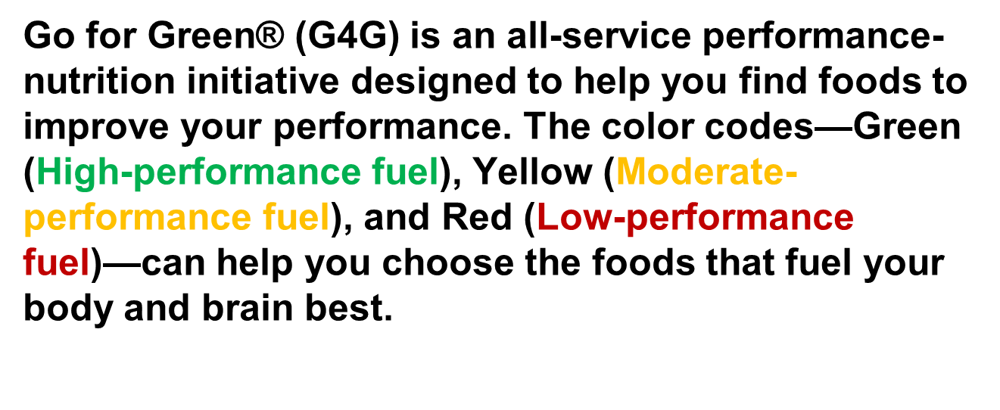 Go for Green® (G4G) is an all-service performance-
nutrition initiative designed to help you find foods to
improve your performance. The color codes—Green
(High-performance fuel), Yellow (Moderate-
performance fuel), and Red (Low-performance
fuel)—can help you choose the foods that fuel your
body and brain best.